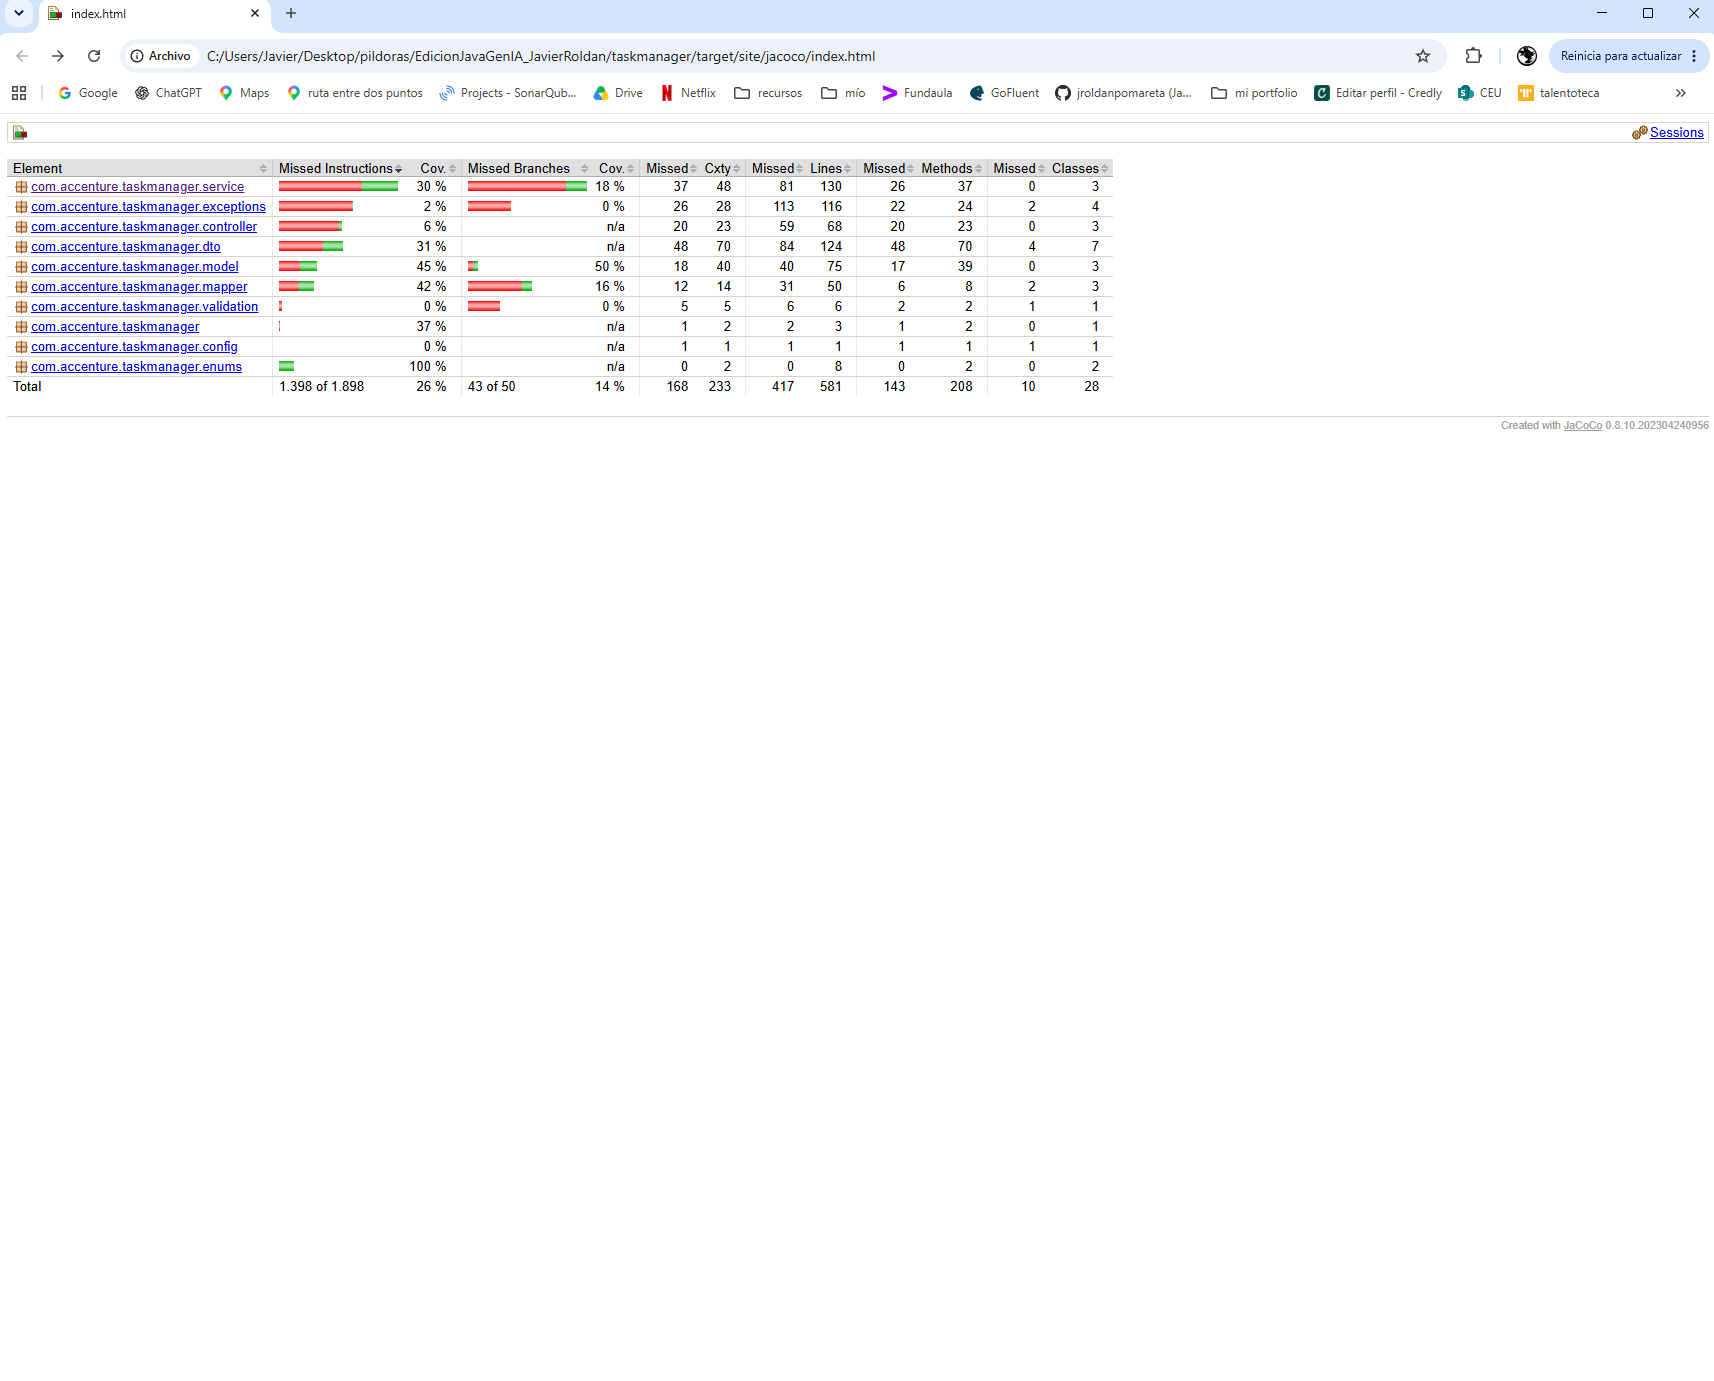 index.html
Archivo C:/Users/Javier/Desktop/pildoras/EdicionJavaGenIA_JavierRoldan/taskmanager/target/site/jacoco/index.html Reinicia para actualizar
Google ChatGPT Maps ruta entre dos puntos Projects - SonarQub... Drive Netflix recursos mío Fundaula GoFluent jroldanpomareta (Ja... mi portfolio Editar perfil - Credly CEU talentoteca
Sessions
Element Missed Instructions Cov. Missed Branches Cov. Missed Cxty Missed Lines Missed Methods Missed Classes
com.accenture.taskmanager.service 30 % 18 % 37 48 81 130 26 37 0 3
com.accenture.taskmanager.exceptions 2 % 0 % 26 28 113 116 22 24 2 4
com.accenture.taskmanager.controller 6 % n/a 20 23 59 68 20 23 0 3
com.accenture.taskmanager.dto 31 % n/a 48 70 84 124 48 70 4 7
com.accenture.taskmanager.model 45 % 50 % 18 40 40 75 17 39 0 3
com.accenture.taskmanager.mapper 42 % 16 % 12 14 31 50 6 8 2 3
com.accenture.taskmanager.validation 0 % 0 % 5 5 6 6 2 2 1 1
com.accenture.taskmanager 37 % n/a 1 2 2 3 1 2 0 1
com.accenture.taskmanager.config 0 % n/a 1 1 1 1 1 1 1 1
com.accenture.taskmanager.enums 100 % n/a 0 2 0 8 0 2 0 2
Total 1.398 of 1.898 26 % 43 of 50 14 % 168 233 417 581 143 208 10 28
Created with JaCoCo 0.8.10.202304240956